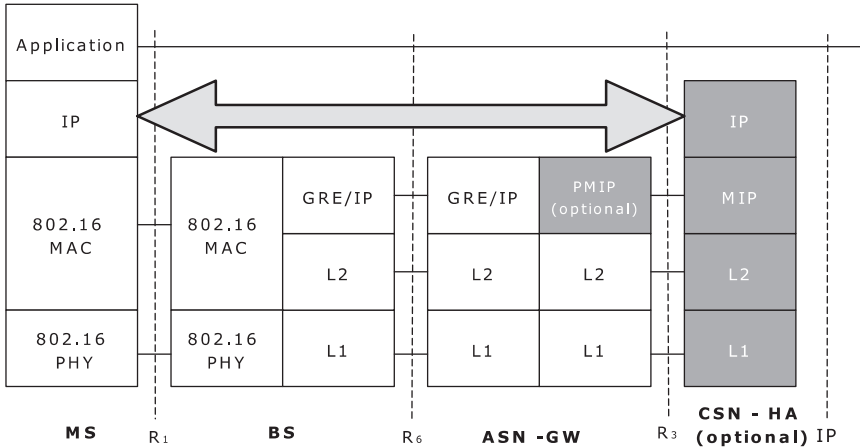 Application
IP
IP
802.16
MAC
802.16
MAC
GRE/IP
GRE/IP
PMIP
(optional)
MIP
L2
L2
L2
L2
802.16
PHY
802.16
PHY
L1
L1
L1
L1
MS
R1
BS
R6
ASN -GW
R3
CSN - HA
(optional)
IP